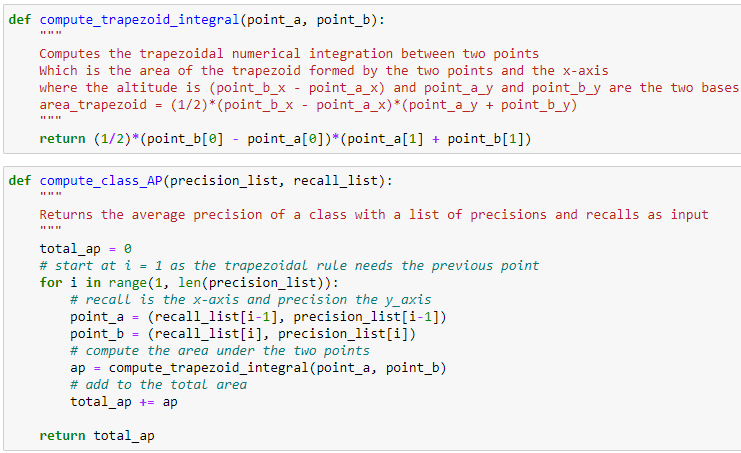 def compute_trapezoid_integral(point_a, point_b):
    """
    Computes the trapezoidal numerical integration between two points
    Which is the area of the trapezoid formed by the two points and the x-axis
    where the altitude is (point_b_x - point_a_x) and point_a_y and point_b_y are the two bases
    area_trapezoid = (1/2)*(point_b_x - point_a_x)*(point_a_y + point_b_y)
    """
    return (1/2)*(point_b[0] - point_a[0])*(point_a[1] + point_b[1])
def compute_class_AP(precision_list, recall_list):
    """
    Returns the average precision of a class with a list of precisions and recalls as input
    """
    total_ap = 0
    # start at i = 1 as the trapezoidal rule needs the previous point
    for i in range(1, len(precision_list)):
        # recall is the x-axis and precision the y_axis
        point_a = (recall_list[i-1], precision_list[i-1])
        point_b = (recall_list[i], precision_list[i])
        # compute the area under the two points
        ap = compute_trapezoid_integral(point_a, point_b)
        # add to the total area
        total_ap += ap
    return total_ap